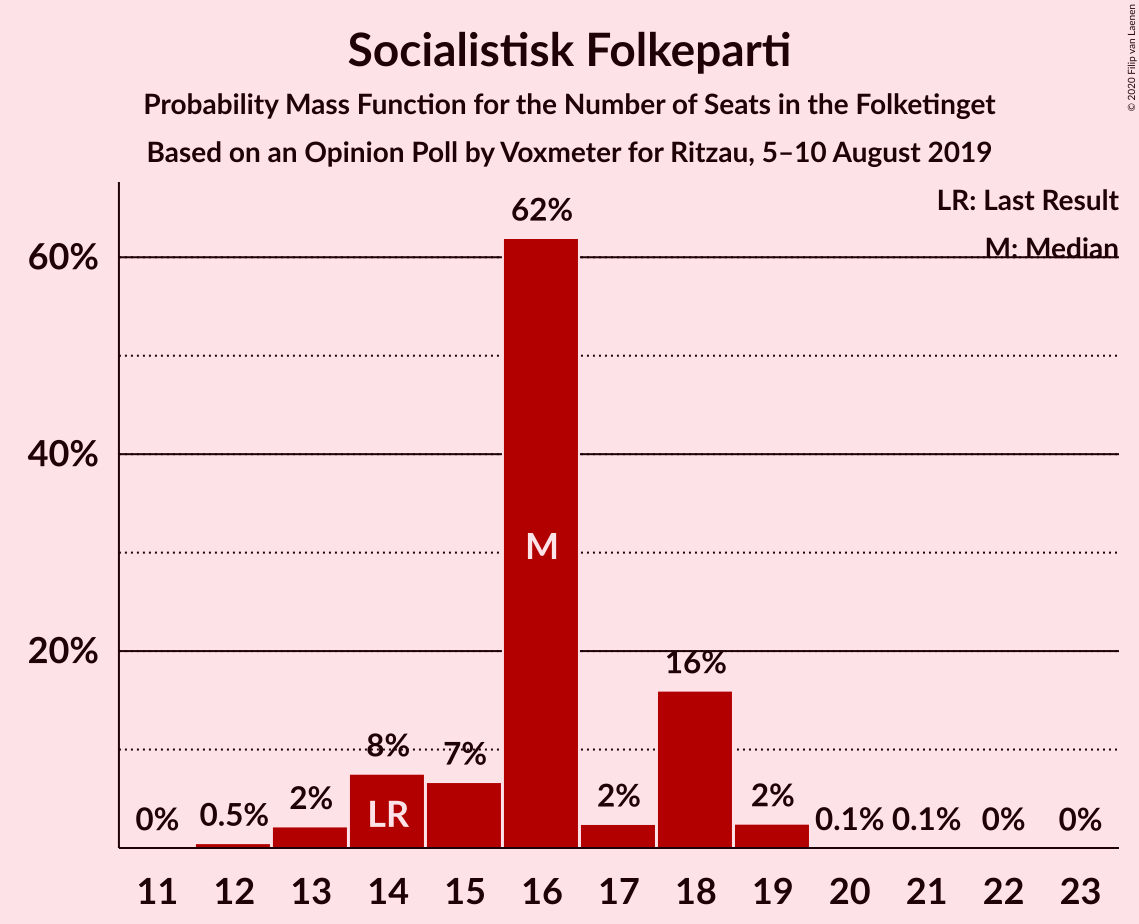 Socialistisk Folkeparti
Probability Mass Function for the Number of Seats in the Folketinget
Based on an Opinion Poll by Voxmeter for Ritzau, 5–10 August 2019
© 2020 Filip van Laenen
LR: Last Result
M: Median
60%
40%
20%
0%
0.5%
2%
8%
7%
62%
2%
16%
2%
0.1%
0.1%
0%
0%
LR
M
11 12 13 14 15 16 17 18 19 20 21 22 23